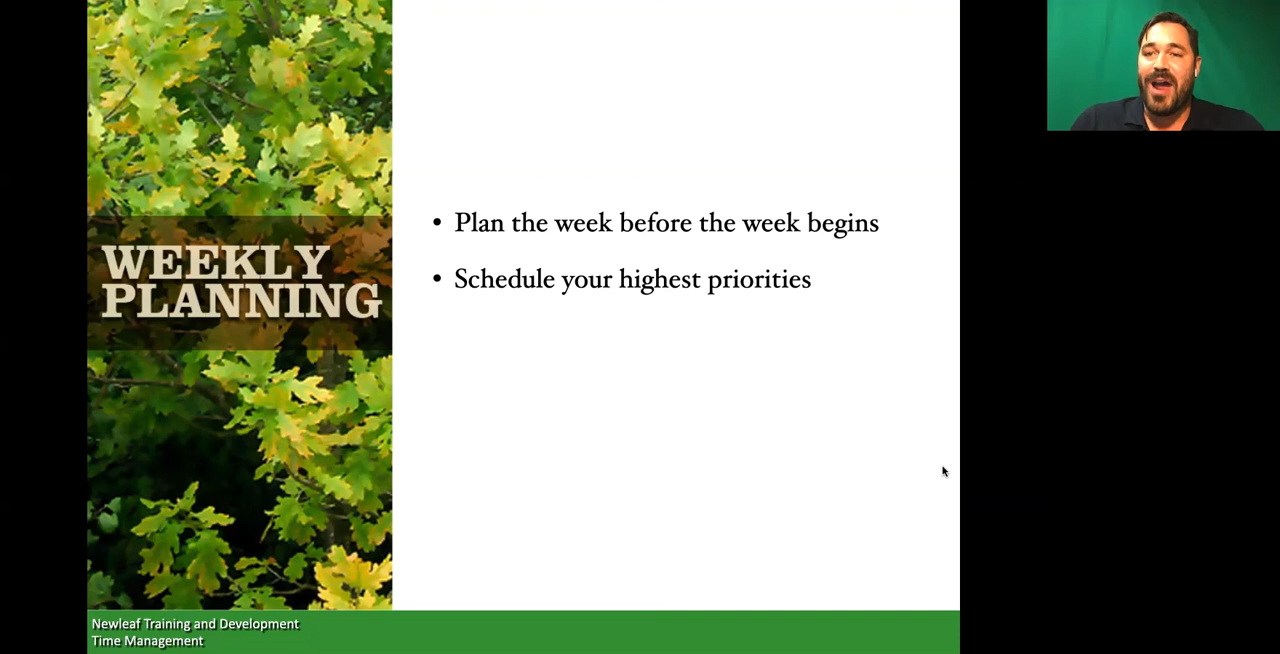 WEEKLY
PLANNING
• Plan the week before the week begins
• Schedule your highest priorities
Newleaf Training and Development
Time Management